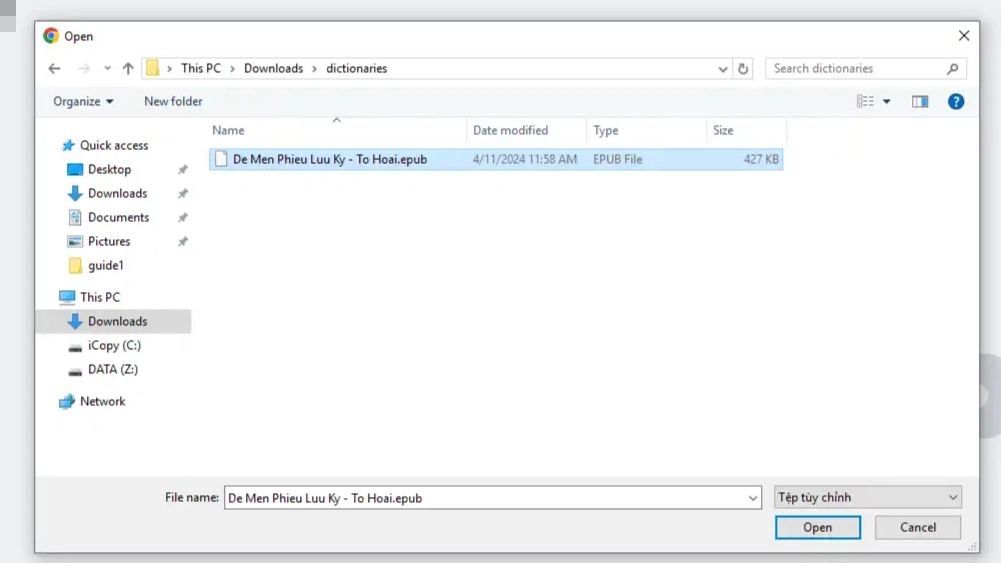 Open
This PC > Downloads > dictionaries
Search dictionaries
Organize
New folder
Name
Date modified
Type
Size
De Men Phieu Luu Ky - To Hoai.epub
4/11/2024 11:58 AM
EPUB File
427 KB
Quick access
Desktop
Downloads
Documents
Pictures
guide1
This PC
Downloads
iCopy (C:)
DATA (Z:)
Network
File name:
De Men Phieu Luu Ky - To Hoai.epub
Tệp tùy chỉnh
Open
Cancel